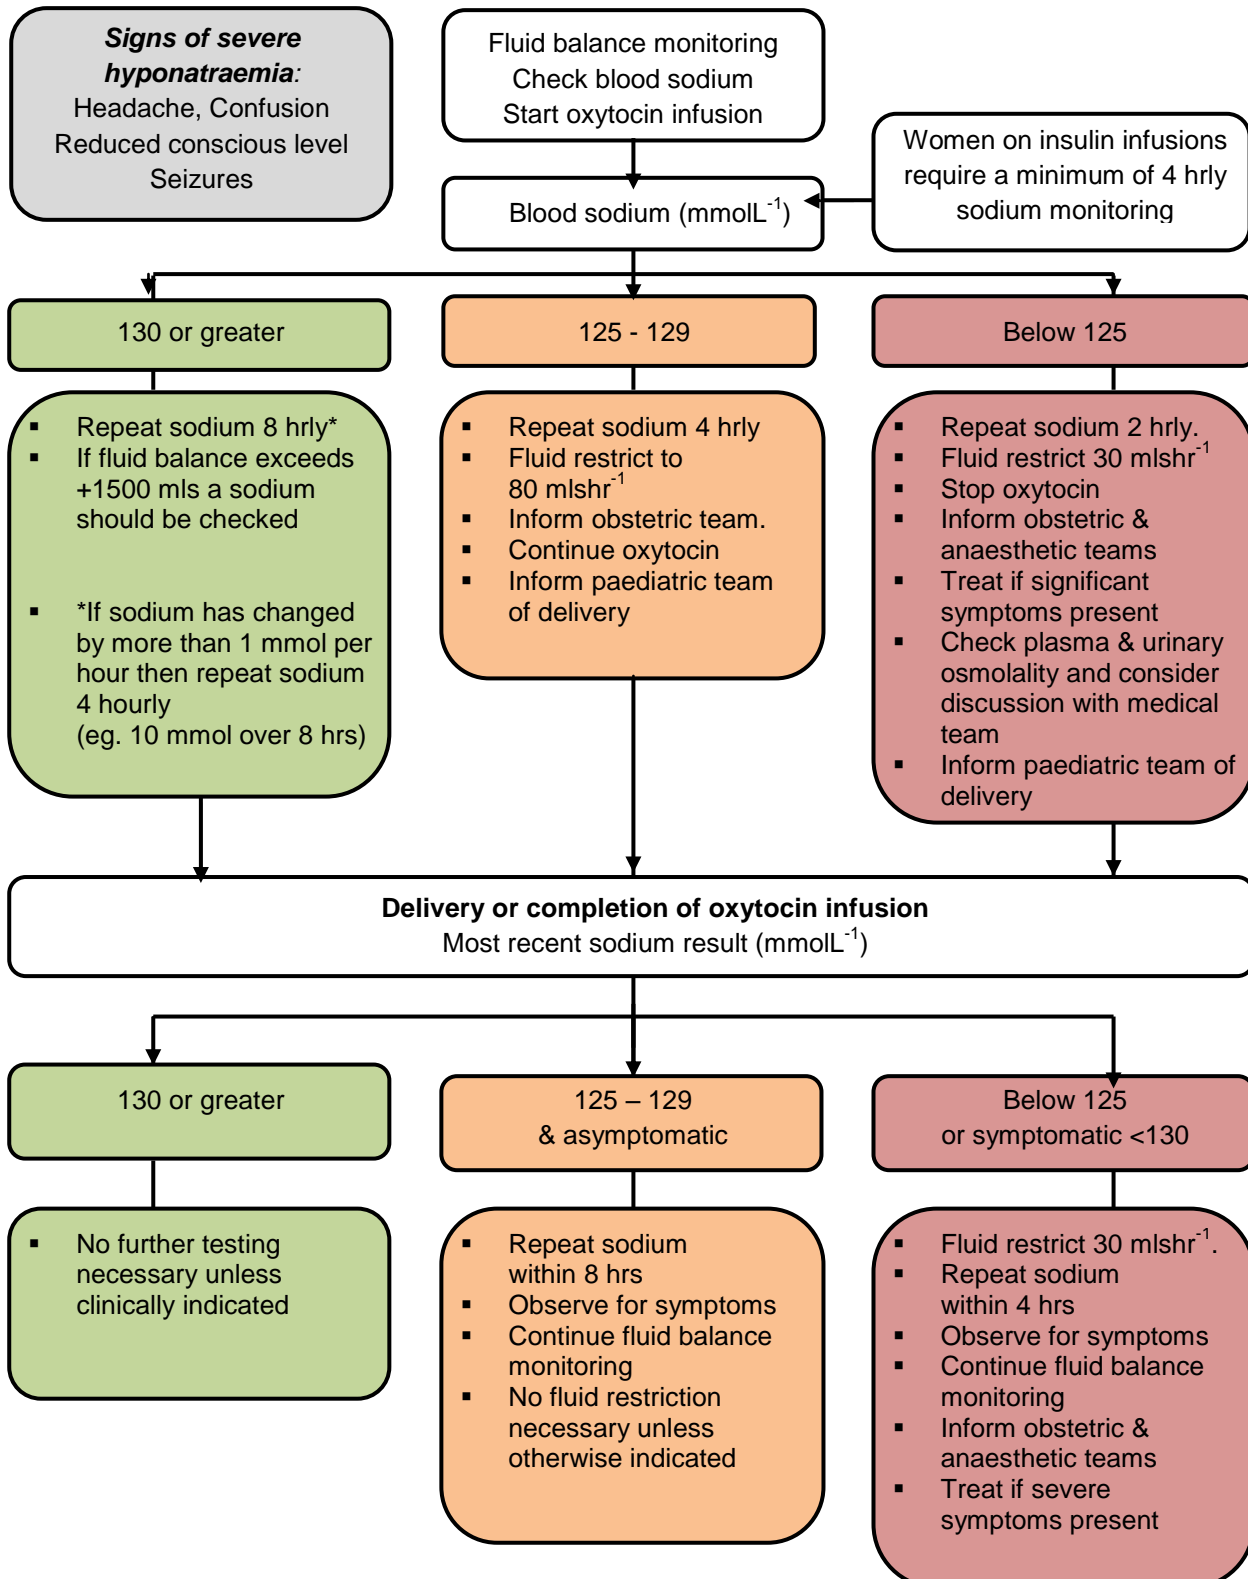 Signs of severe
hyponatraemia:
Headache, Confusion
Reduced conscious level
Seizures
Fluid balance monitoring
Check blood sodium
Start oxytocin infusion
Women on insulin infusions
require a minimum of 4 hrly
sodium monitoring
Blood sodium (mmolL⁻¹)
130 or greater
125 - 129
Below 125
▪ Repeat sodium 8 hrly*
▪ If fluid balance exceeds
+1500 mls a sodium
should be checked
▪ *If sodium has changed
by more than 1 mmol per
hour then repeat sodium
4 hourly
(eg. 10 mmol over 8 hrs)
▪ Repeat sodium 4 hrly
▪ Fluid restrict to
80 mlshr⁻¹
▪ Inform obstetric team.
▪ Continue oxytocin
▪ Inform paediatric team
of delivery
▪ Repeat sodium 2 hrly.
▪ Fluid restrict 30 mlshr⁻¹
▪ Stop oxytocin
▪ Inform obstetric &
anaesthetic teams
▪ Treat if significant
symptoms present
▪ Check plasma & urinary
osmolality and consider
discussion with medical
team
▪ Inform paediatric team of
delivery
Delivery or completion of oxytocin infusion
Most recent sodium result (mmolL⁻¹)
130 or greater
125 – 129
& asymptomatic
Below 125
or symptomatic <130
▪ No further testing
necessary unless
clinically indicated
▪ Repeat sodium
within 8 hrs
▪ Observe for symptoms
▪ Continue fluid balance
monitoring
▪ No fluid restriction
necessary unless
otherwise indicated
▪ Fluid restrict 30 mlshr⁻¹.
▪ Repeat sodium
within 4 hrs
▪ Observe for symptoms
▪ Continue fluid balance
monitoring
▪ Inform obstetric &
anaesthetic teams
▪ Treat if severe
symptoms present